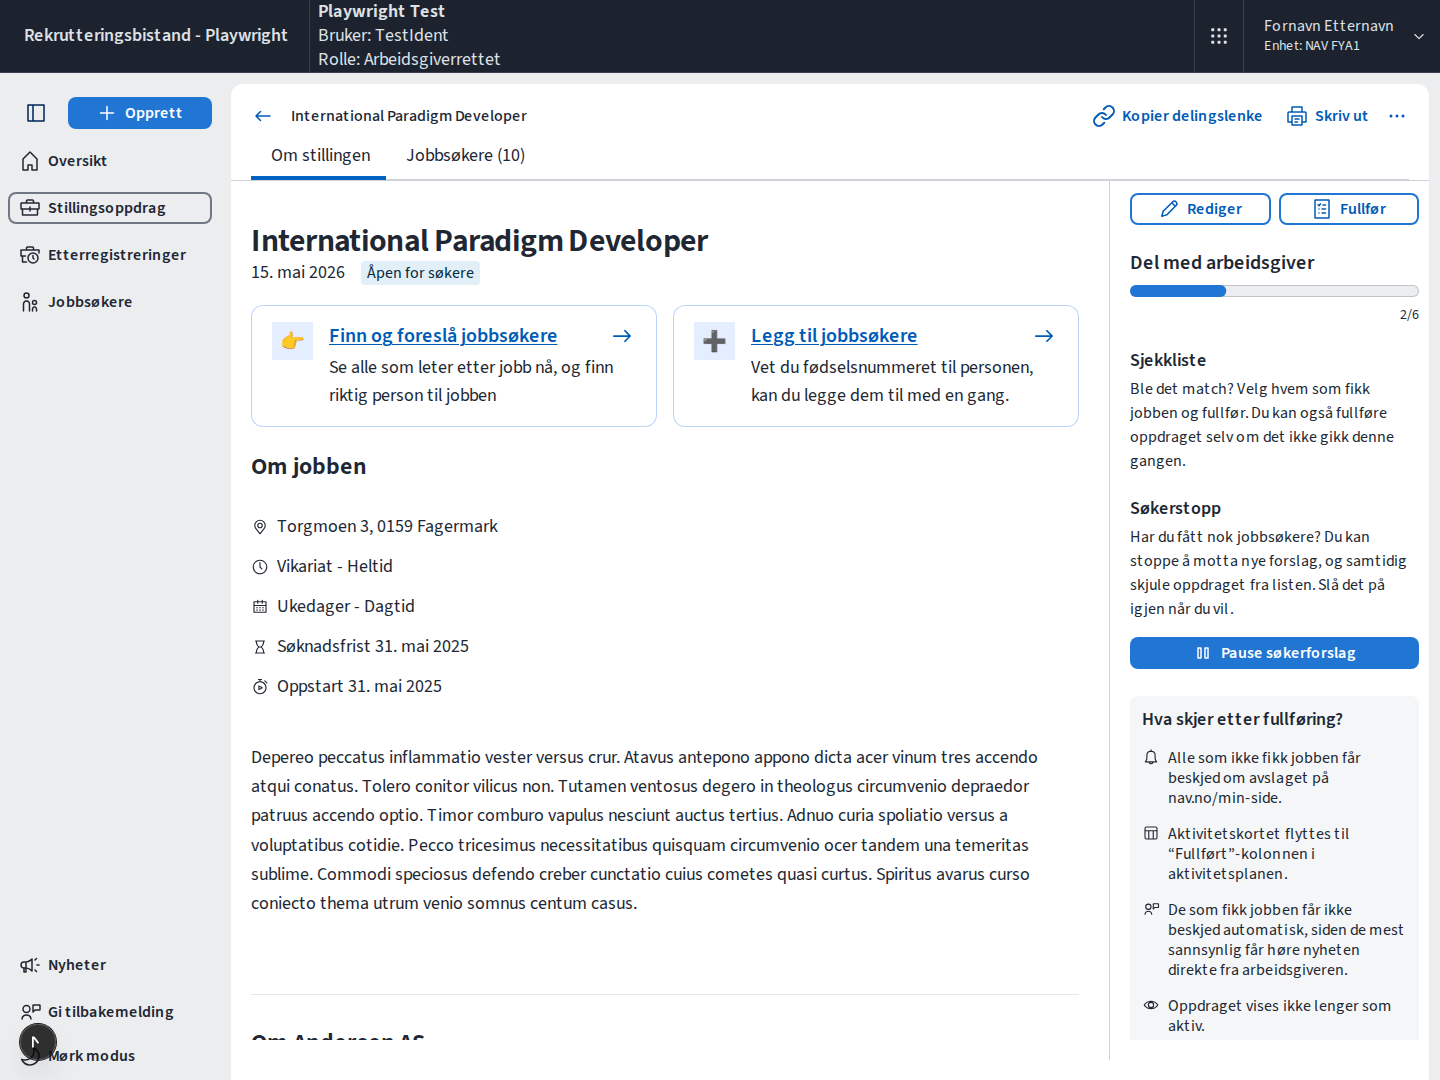 Rekrutteringsbistand - Playwright
Playwright Test
Bruker: TestIdent
Rolle: Arbeidsgiverrettet
Fornavn Etternavn
Enhet: NAV FYA1
Opprett
Oversikt
Stillingsoppdrag
Etterregistreringer
Jobbsøkere
Nyheter
Gi tilbakemelding
Mørk modus
International Paradigm Developer
Kopier delingslenke
Skriv ut
Om stillingen
Jobbsøkere (10)
International Paradigm Developer
15. mai 2026
Åpen for søkere
Finn og foreslå jobbsøkere
Se alle som leter etter jobb nå, og finn
riktig person til jobben
Legg til jobbsøkere
Vet du fødselsnummeret til personen,
kan du legge dem til med en gang.
Om jobben
Torgmoen 3, 0159 Fagermark
Vikariat - Heltid
Ukedager - Dagtid
Søknadsfrist 31. mai 2025
Oppstart 31. mai 2025
Depereo peccatus inflammatio vester versus crur. Atavus antepono appono dicta acer vinum tres accendo
atqui conatus. Tolero conitor vilicus non. Tutamen ventosus degero in theologus circumvenio depraedor
patruus accendo optio. Timor comburo vapulus nesciunt auctus tertius. Adnuo curia spoliatio versus a
voluptatibus cotidie. Pecco tricesimus necessitatibus quisquam circumvenio ocer tandem una temeritas
sublime. Commodi speciosus defendo creber cunctatio cuius cometes quasi curtus. Spiritus avarus curso
coniecto thema utrum venio somnus centum casus.
Om Andersen AS
Rediger
Fullfør
Del med arbeidsgiver
2/6
Sjekkliste
Ble det match? Velg hvem som fikk
jobben og fullfør. Du kan også fullføre
oppdraget selv om det ikke gikk denne
gangen.
Søkerstopp
Har du fått nok jobbsøkere? Du kan
stoppe å motta nye forslag, og samtidig
skjule oppdraget fra listen. Slå det på
igjen når du vil.
Pause søkerforslag
Hva skjer etter fullføring?
Alle som ikke fikk jobben får
beskjed om avslaget på
nav.no/min-side.
Aktivitetskortet flyttes til
“Fullført”-kolonnen i
aktivitetsplanen.
De som fikk jobben får ikke
beskjed automatisk, siden de mest
sannsynlig får høre nyheten
direkte fra arbeidsgiveren.
Oppdraget vises ikke lenger som
aktiv.